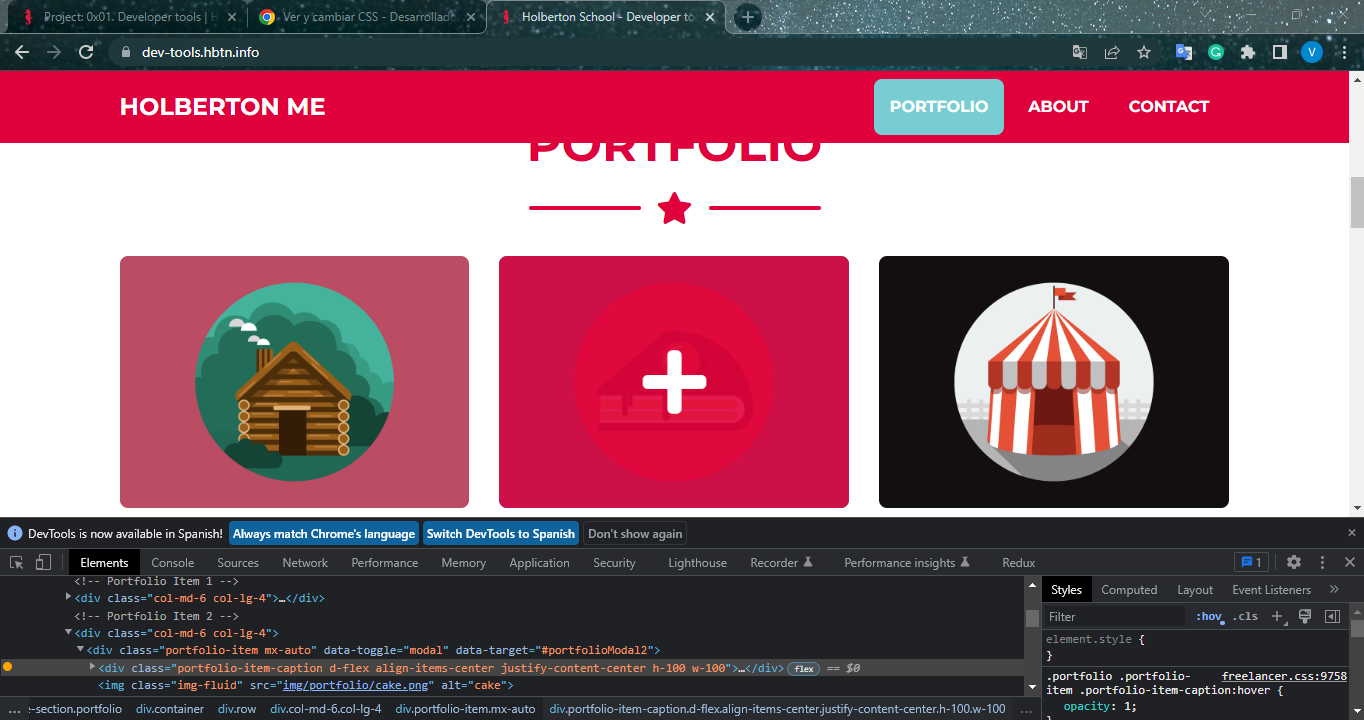 Project: 0x01. Developer tools | H
Ver y cambiar CSS - Desarrollado
Holberton School - Developer to
dev-tools.hbtn.info
V
HOLBERTON ME
PORTFOLIO
ABOUT
CONTACT
PORTFOLIO
DevTools is now available in Spanish!
Always match Chrome's language
Switch DevTools to Spanish
Don't show again
Elements
Console
Sources
Network
Performance
Memory
Application
Security
Lighthouse
Recorder
Performance insights
Redux
1
<!-- Portfolio Item 1 -->
<div class="col-md-6 col-lg-4">…</div>
<!-- Portfolio Item 2 -->
<div class="col-md-6 col-lg-4">
<div class="portfolio-item mx-auto" data-toggle="modal" data-target="#portfolioModal2">
<div class="portfolio-item-caption d-flex align-items-center justify-content-center h-100 w-100">…</div> flex == $0
<img class="img-fluid" src="img/portfolio/cake.png" alt="cake">
… e-section.portfolio div.container div.row div.col-md-6.col-lg-4 div.portfolio-item.mx-auto div.portfolio-item-caption.d-flex.align-items-center.justify-content-center.h-100.w-100 …
Styles
Computed
Layout
Event Listeners
»
Filter
:hov
.cls
element.style {
}
.portfolio .portfolio- freelancer.css:9758
item .portfolio-item-caption:hover {
opacity: 1;
}